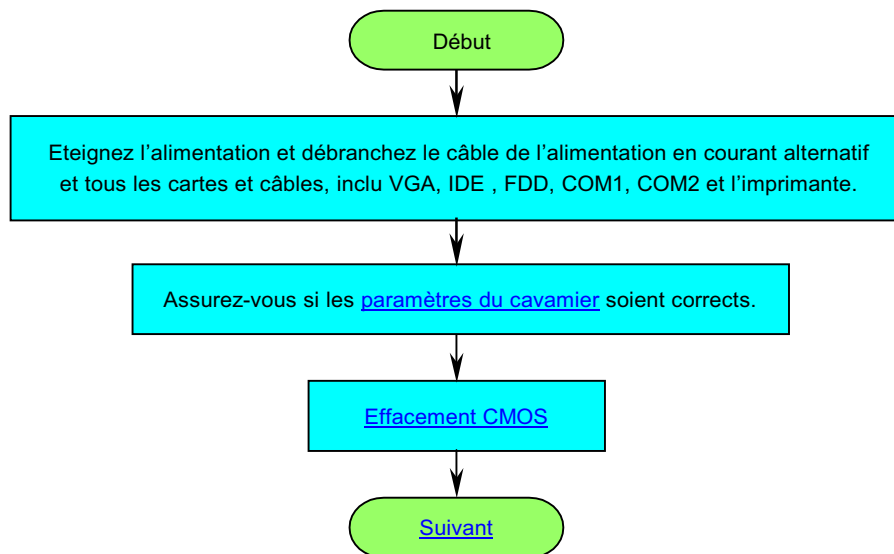 Début
Eteignez l’alimentation et débranchez le câble de l’alimentation en courant alternatif
et tous les cartes et câbles, inclu VGA, IDE , FDD, COM1, COM2 et l’imprimante.
Assurez-vous si les paramètres du cavamier soient corrects.
Effacement CMOS
Suivant